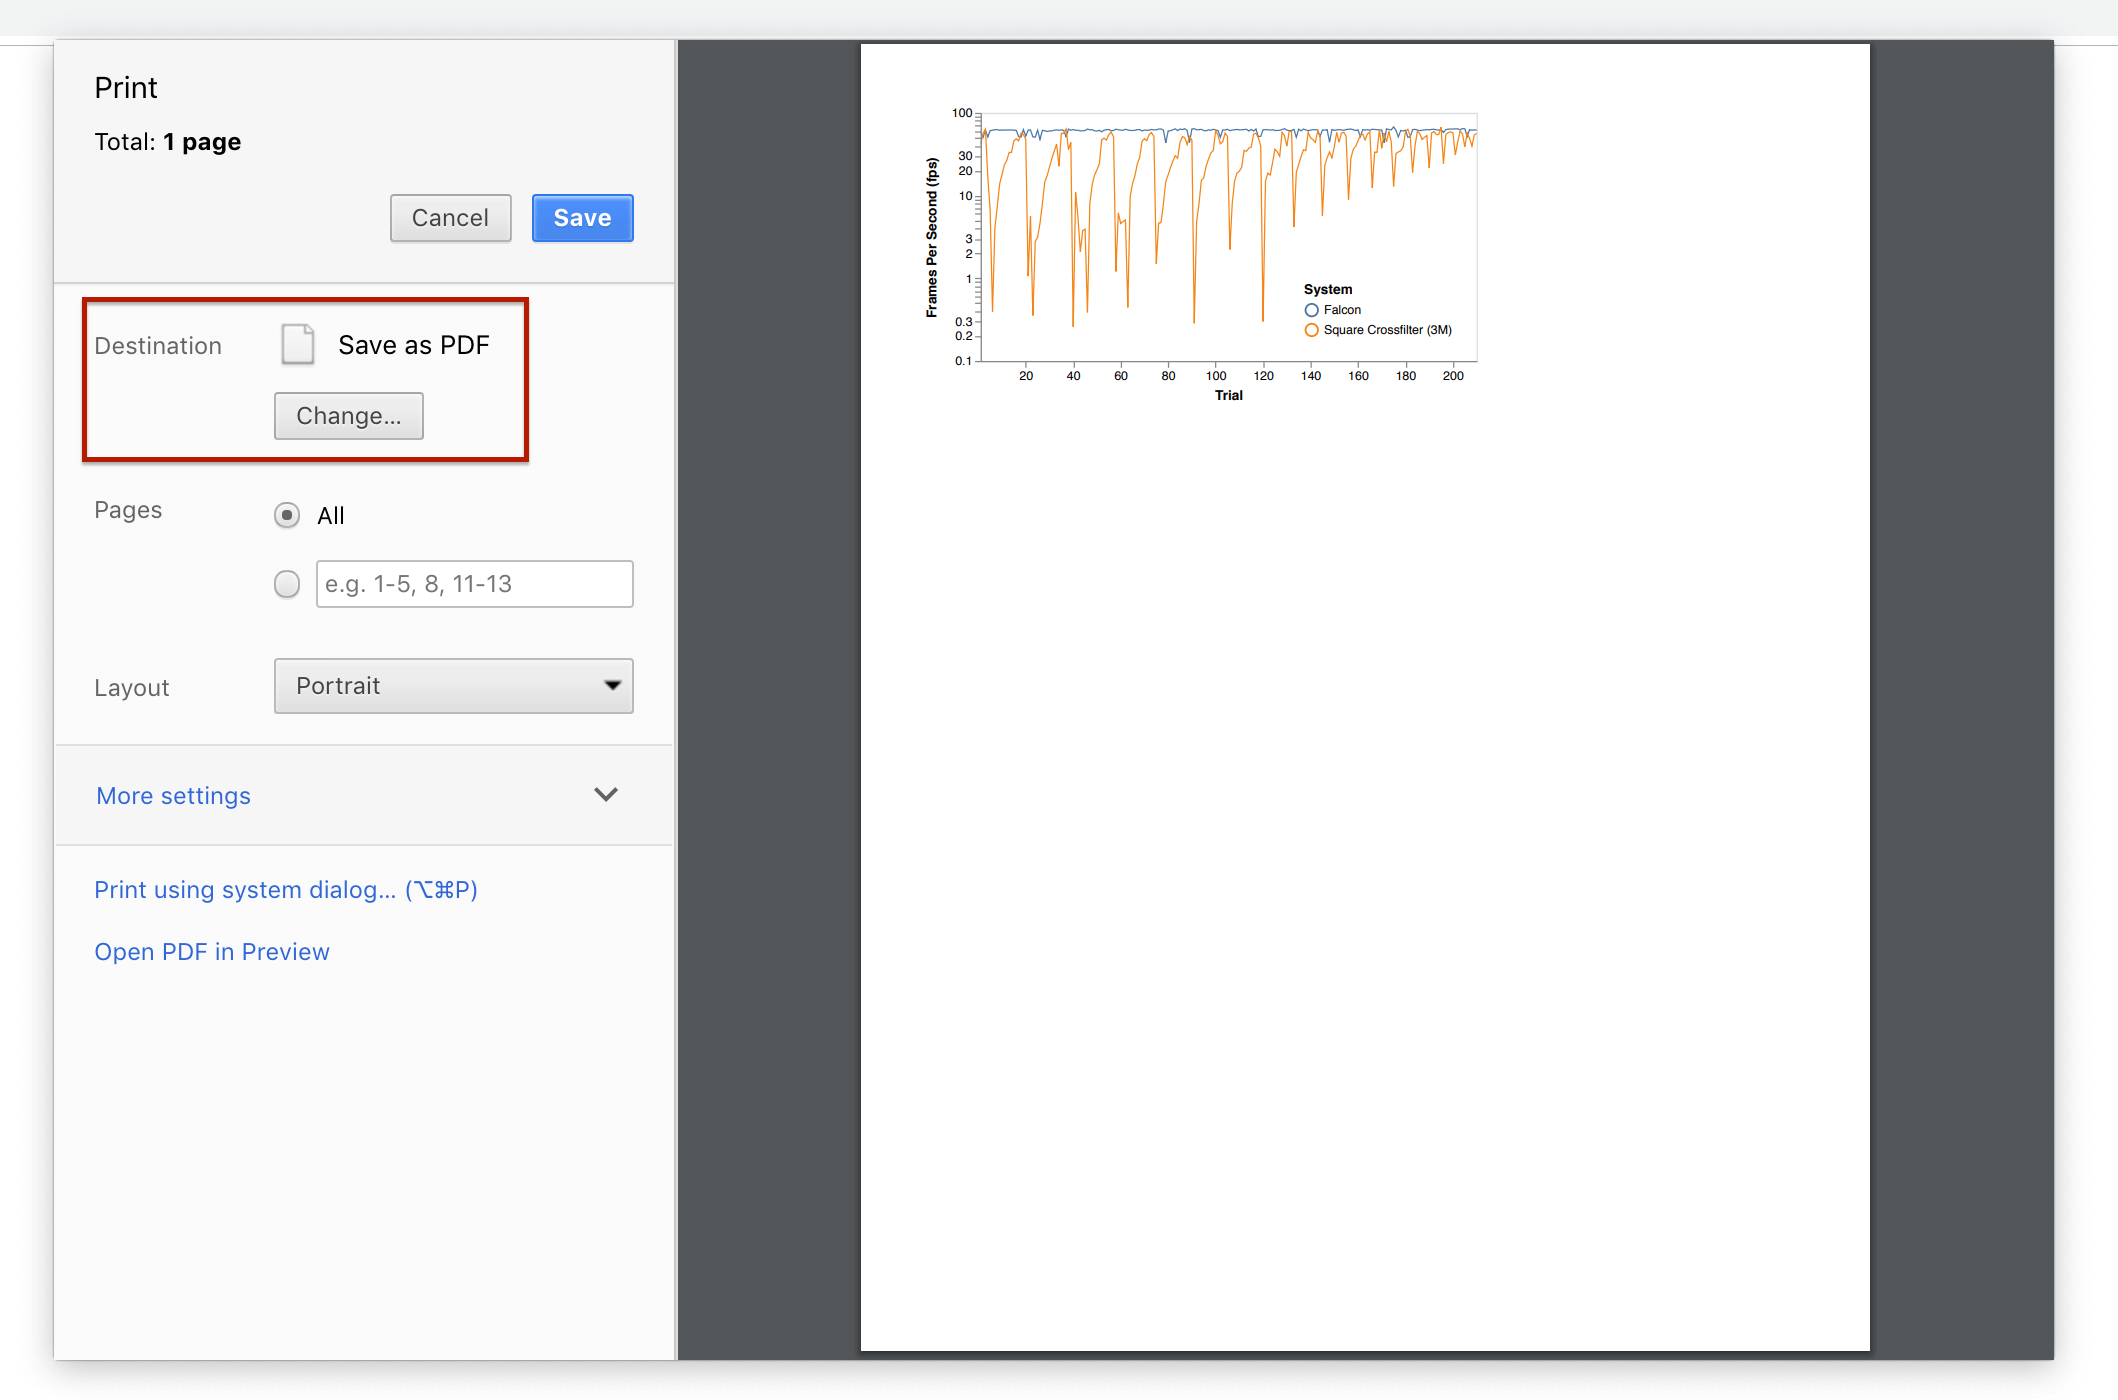 Print
Total: 1 page
Cancel
Save
Destination
Save as PDF
Change...
Pages
All
e.g. 1-5, 8, 11-13
Layout
Portrait
More settings
Print using system dialog... (⌥⌘P)
Open PDF in Preview
100
30
20
10
3
2
1
0.3
0.2
0.1
Frames Per Second (fps)
System
Falcon
Square Crossfilter (3M)
20 40 60 80 100 120 140 160 180 200
Trial